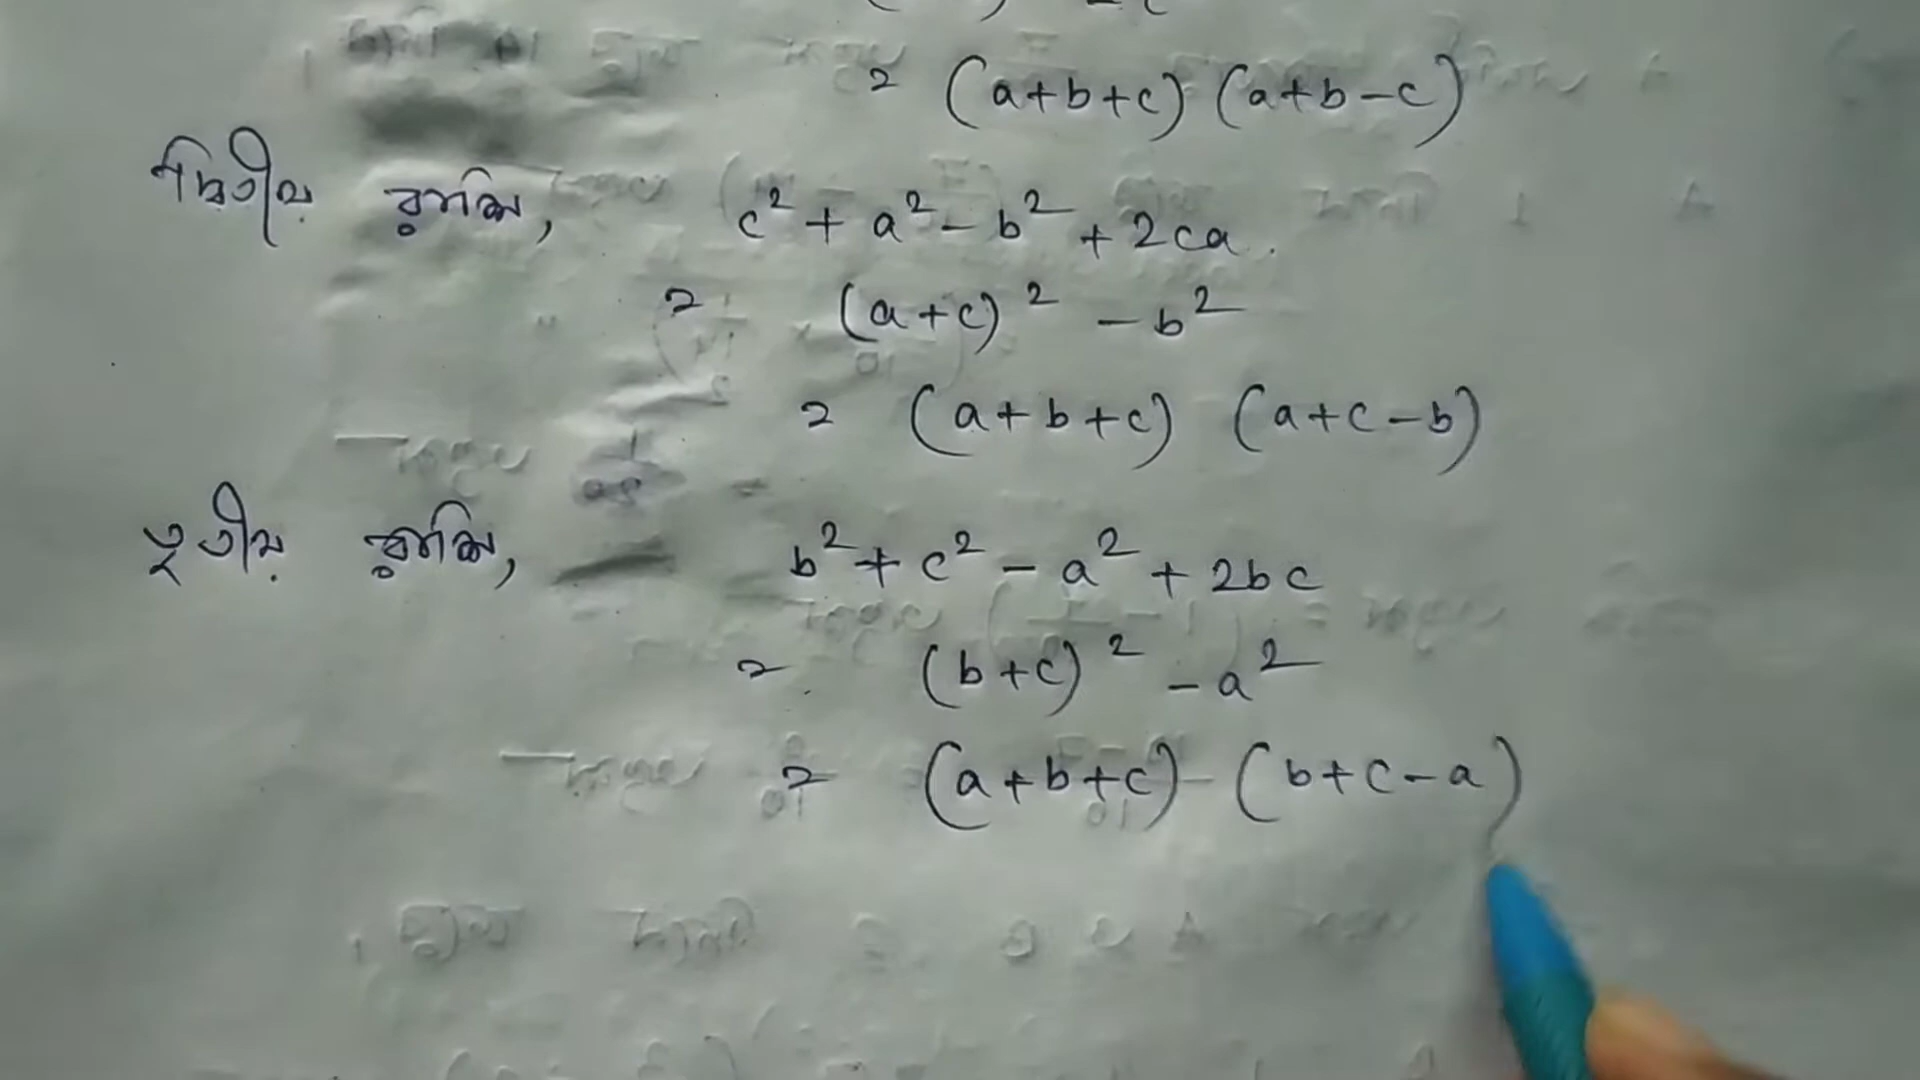 = (a+b+c) (a+b-c)
দ্বিতীয় রাশি, c² + a² - b² + 2ca.
= (a+c)² - b²
= (a+b+c) (a+c-b)
তৃতীয় রাশি, b² + c² - a² + 2bc
= (b+c)² - a²
= (a+b+c) (b+c-a)